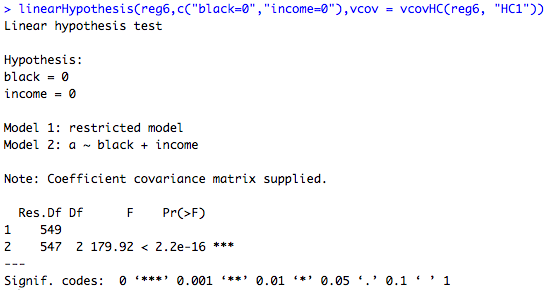 > linearHypothesis(reg6,c("black=0","income=0"),vcov = vcovHC(reg6, "HC1"))
Linear hypothesis test
Hypothesis:
black = 0
income = 0
Model 1: restricted model
Model 2: a ~ black + income
Note: Coefficient covariance matrix supplied.
Res.Df Df F Pr(>F)
1 549
2 547 2 179.92 < 2.2e-16 ***
---
Signif. codes: 0 ‘***’ 0.001 ‘**’ 0.01 ‘*’ 0.05 ‘.’ 0.1 ‘ ’ 1